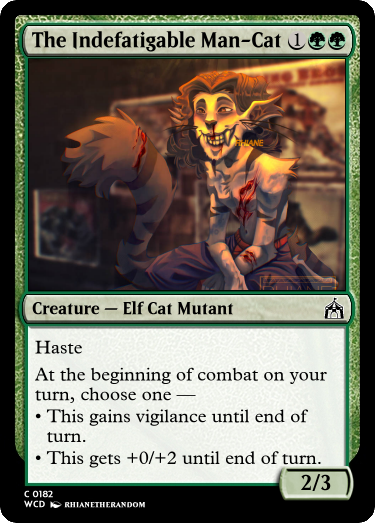 The Indefatigable Man-Cat 1
RHIANE
Creature — Elf Cat Mutant
Haste
At the beginning of combat on your
turn, choose one —
• This gains vigilance until end of
turn.
• This gets +0/+2 until end of turn.
2/3
C 0182
WCD RHIANETHERANDOM